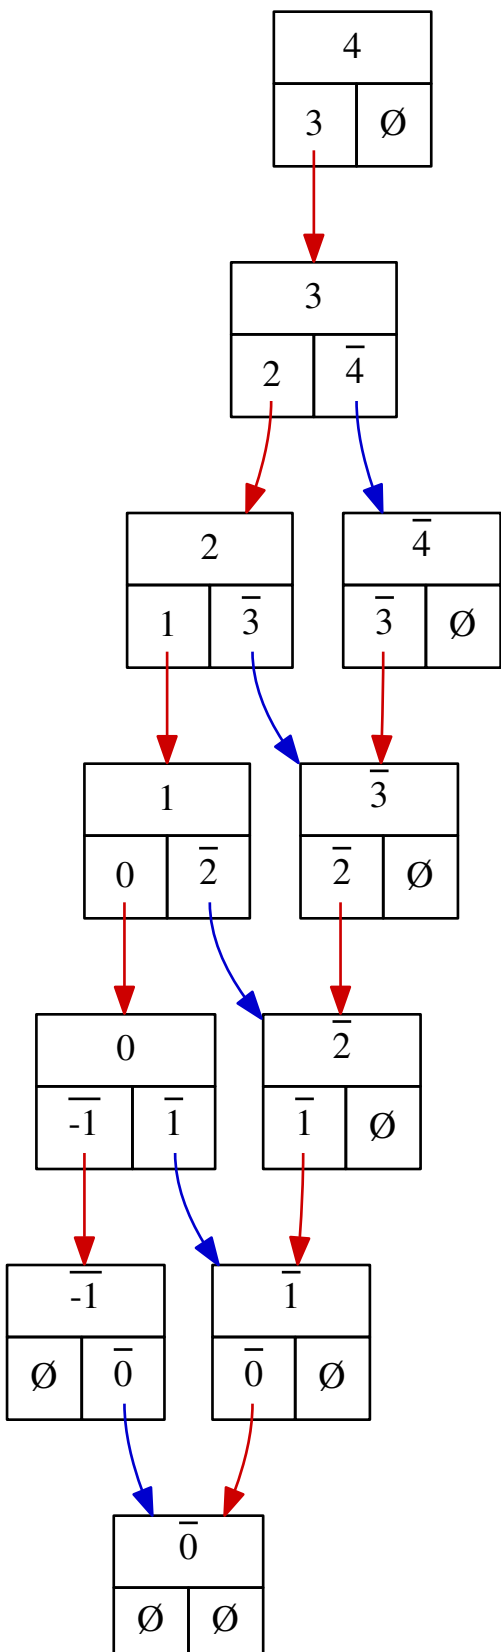 4
3 Ø
3
2 4̅
2 4̅
1 3̅ 3̅ Ø
1 3̅
0 2̅ 2̅ Ø
0 2̅
-̅1̅ 1̅ 1̅ Ø
-̅1̅ 1̅
Ø 0̅ 0̅ Ø
0̅
Ø Ø